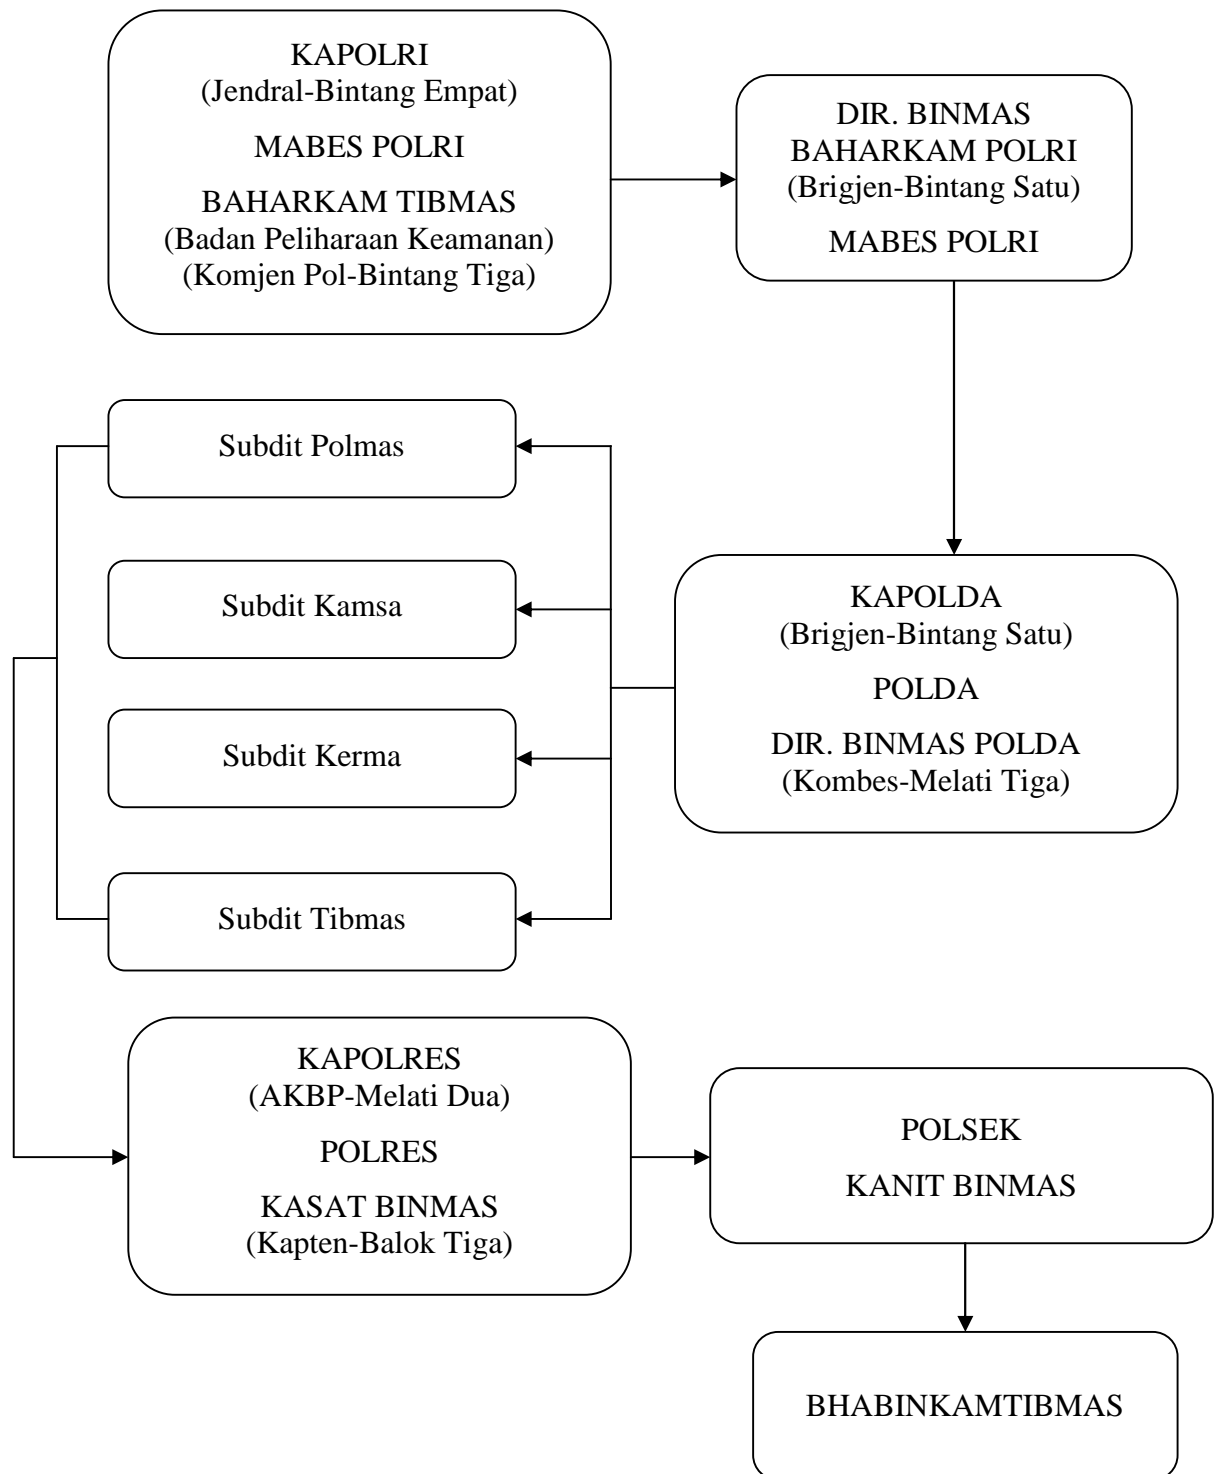 KAPOLRI
(Jendral-Bintang Empat)
MABES POLRI
BAHARKAM TIBMAS
(Badan Peliharaan Keamanan)
(Komjen Pol-Bintang Tiga)
DIR. BINMAS
BAHARKAM POLRI
(Brigjen-Bintang Satu)
MABES POLRI
KAPOLDA
(Brigjen-Bintang Satu)
POLDA
DIR. BINMAS POLDA
(Kombes-Melati Tiga)
Subdit Polmas
Subdit Kamsa
Subdit Kerma
Subdit Tibmas
KAPOLRES
(AKBP-Melati Dua)
POLRES
KASAT BINMAS
(Kapten-Balok Tiga)
POLSEK
KANIT BINMAS
BHABINKAMTIBMAS